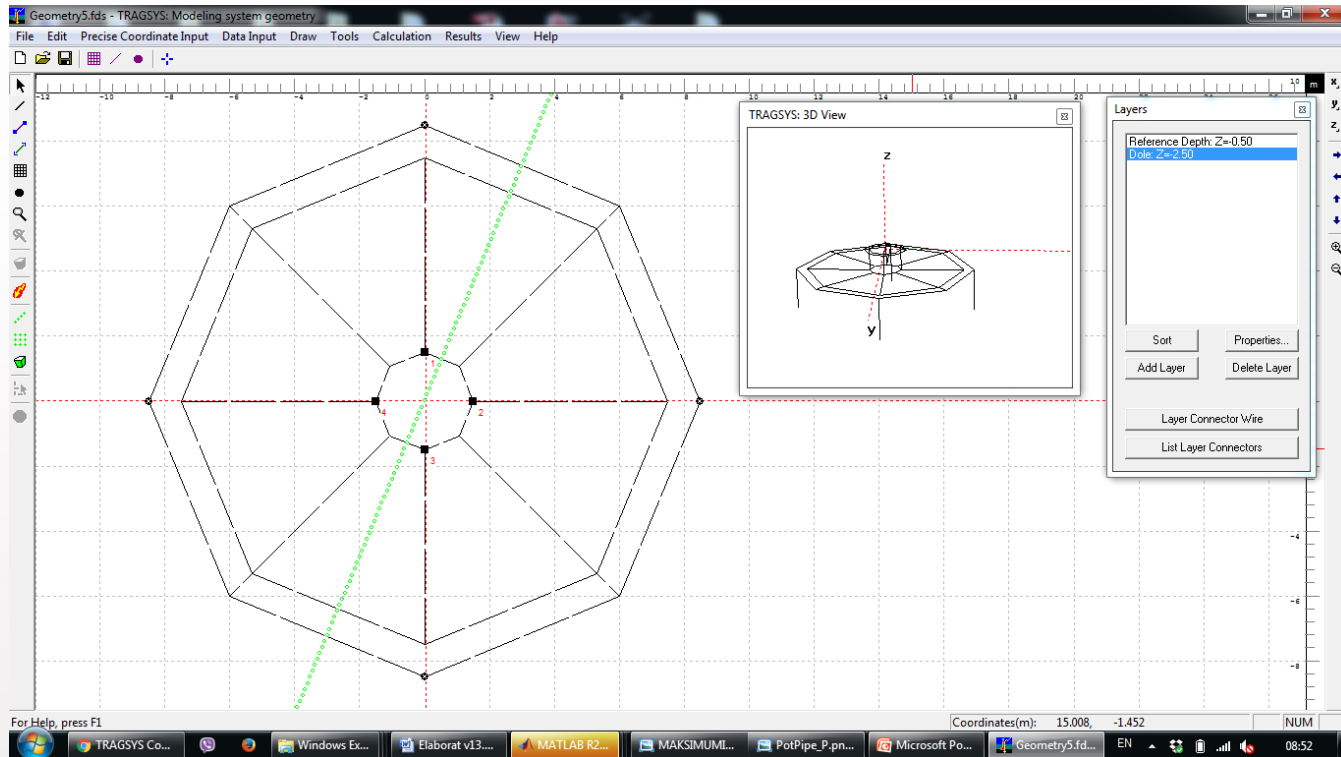 Geometry5.fds - TRAGSYS: Modeling system geometry
File Edit Precise Coordinate Input Data Input Draw Tools Calculation Results View Help
-12 -10 -8 -6 -4 -2 0 2 4 6 8 10 12 14 16 18 20 10 m
TRAGSYS: 3D View
z
y
Layers
Reference Depth: Z=-0.50
Dole: Z=-2.50
Sort Properties...
Add Layer Delete Layer
Layer Connector Wire
List Layer Connectors
x
y
z
1
4 2
3
-4
-6
-8
For Help, press F1
Coordinates(m): 15.008, -1.452 NUM
TRAGSYS Co... Windows Ex... Elaborat v13.... MATLAB R2... MAKSIMUMI... PotPipe_P.pn... Microsoft Po... Geometry5.fd... EN 08:52